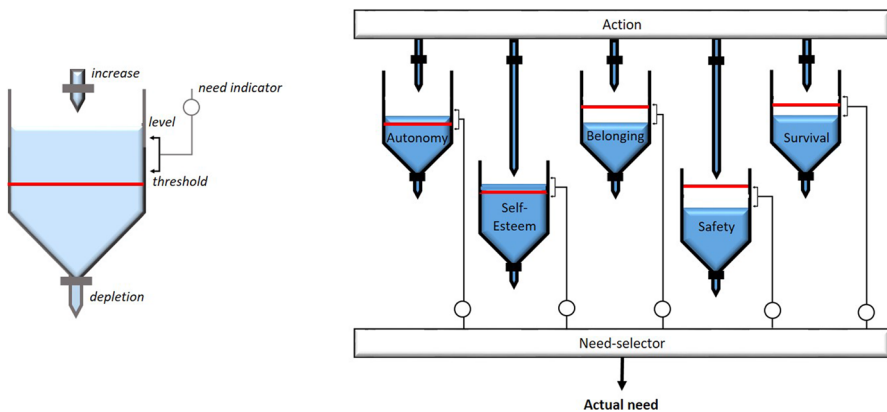 increase
need indicator
level
threshold
depletion
Action
Autonomy
Belonging
Survival
Self-
Esteem
Safety
Need-selector
Actual need